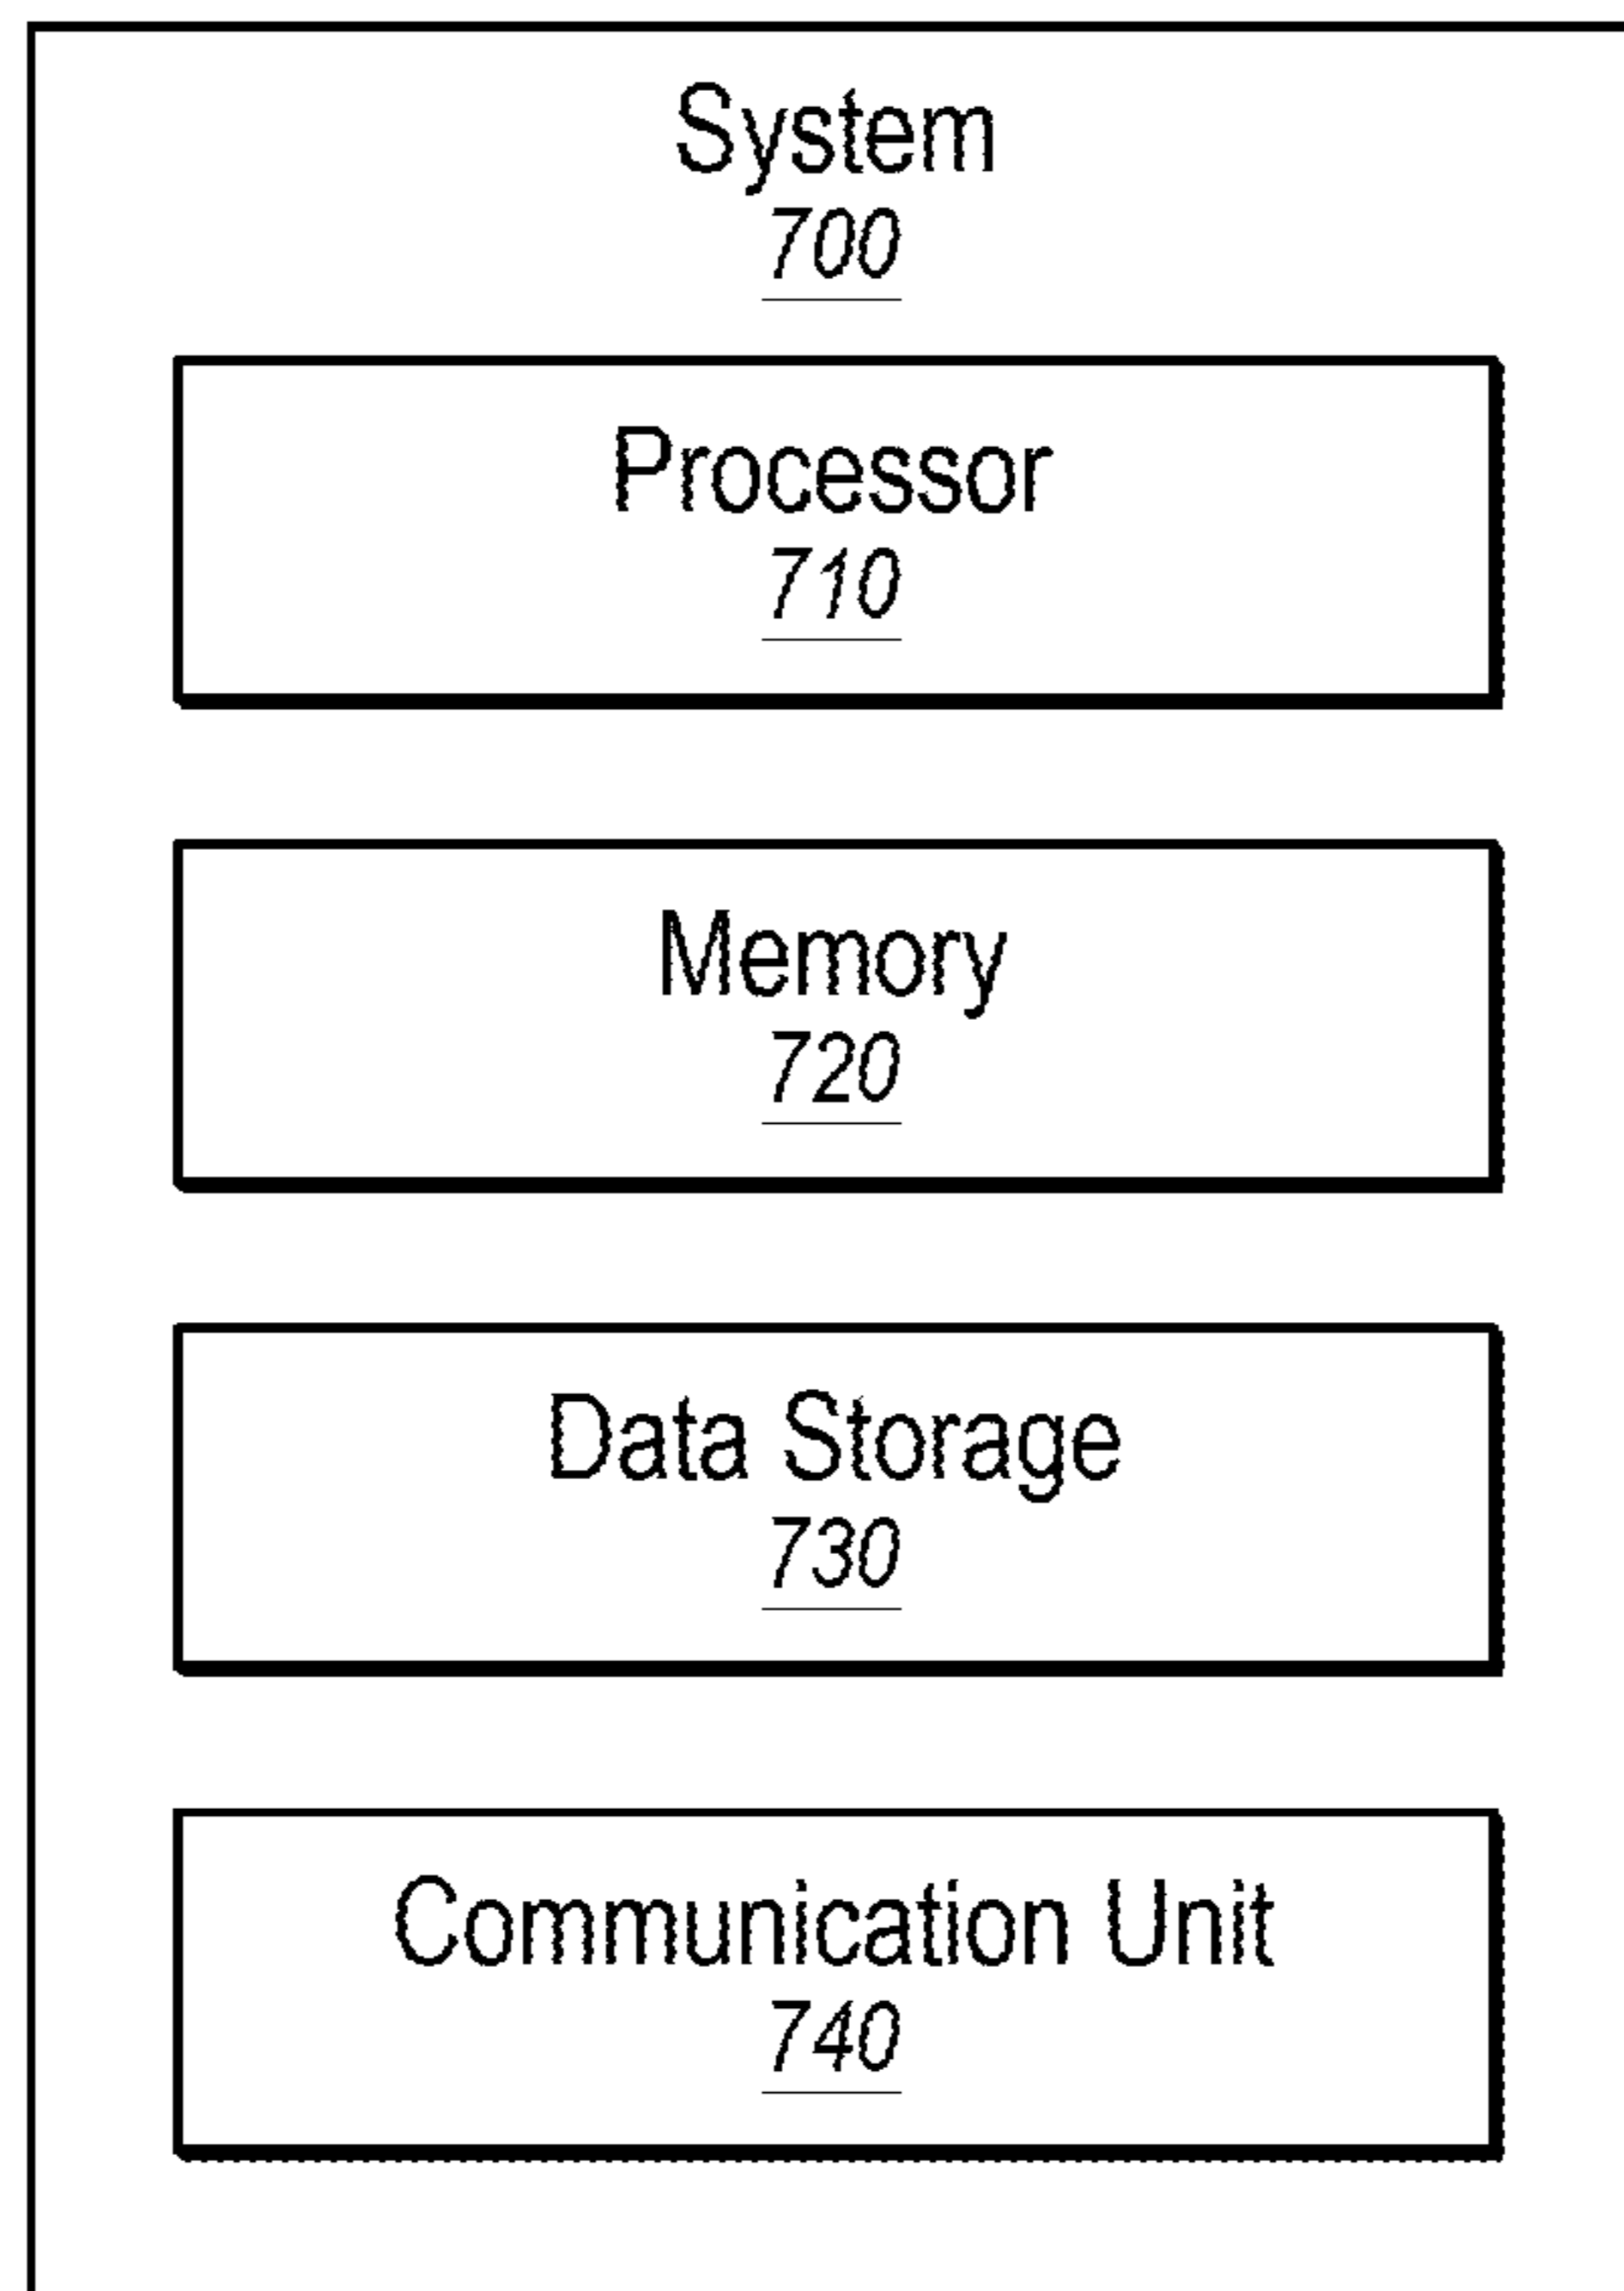 System
700
Processor
710
Memory
720
Data Storage
730
Communication Unit
740